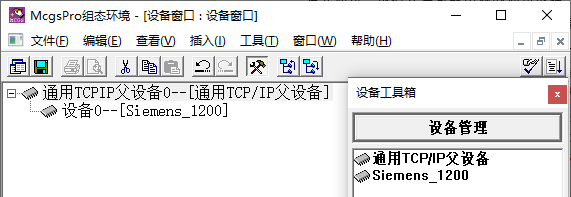 McgsPro组态环境 - [设备窗口 : 设备窗口]
文件(F) 编辑(E) 查看(V) 插入(I) 工具(T) 窗口(W) 帮助(H)
通用TCPIP父设备0--[通用TCP/IP父设备]
设备0--[Siemens_1200]
设备工具箱
设备管理
通用TCP/IP父设备
Siemens_1200